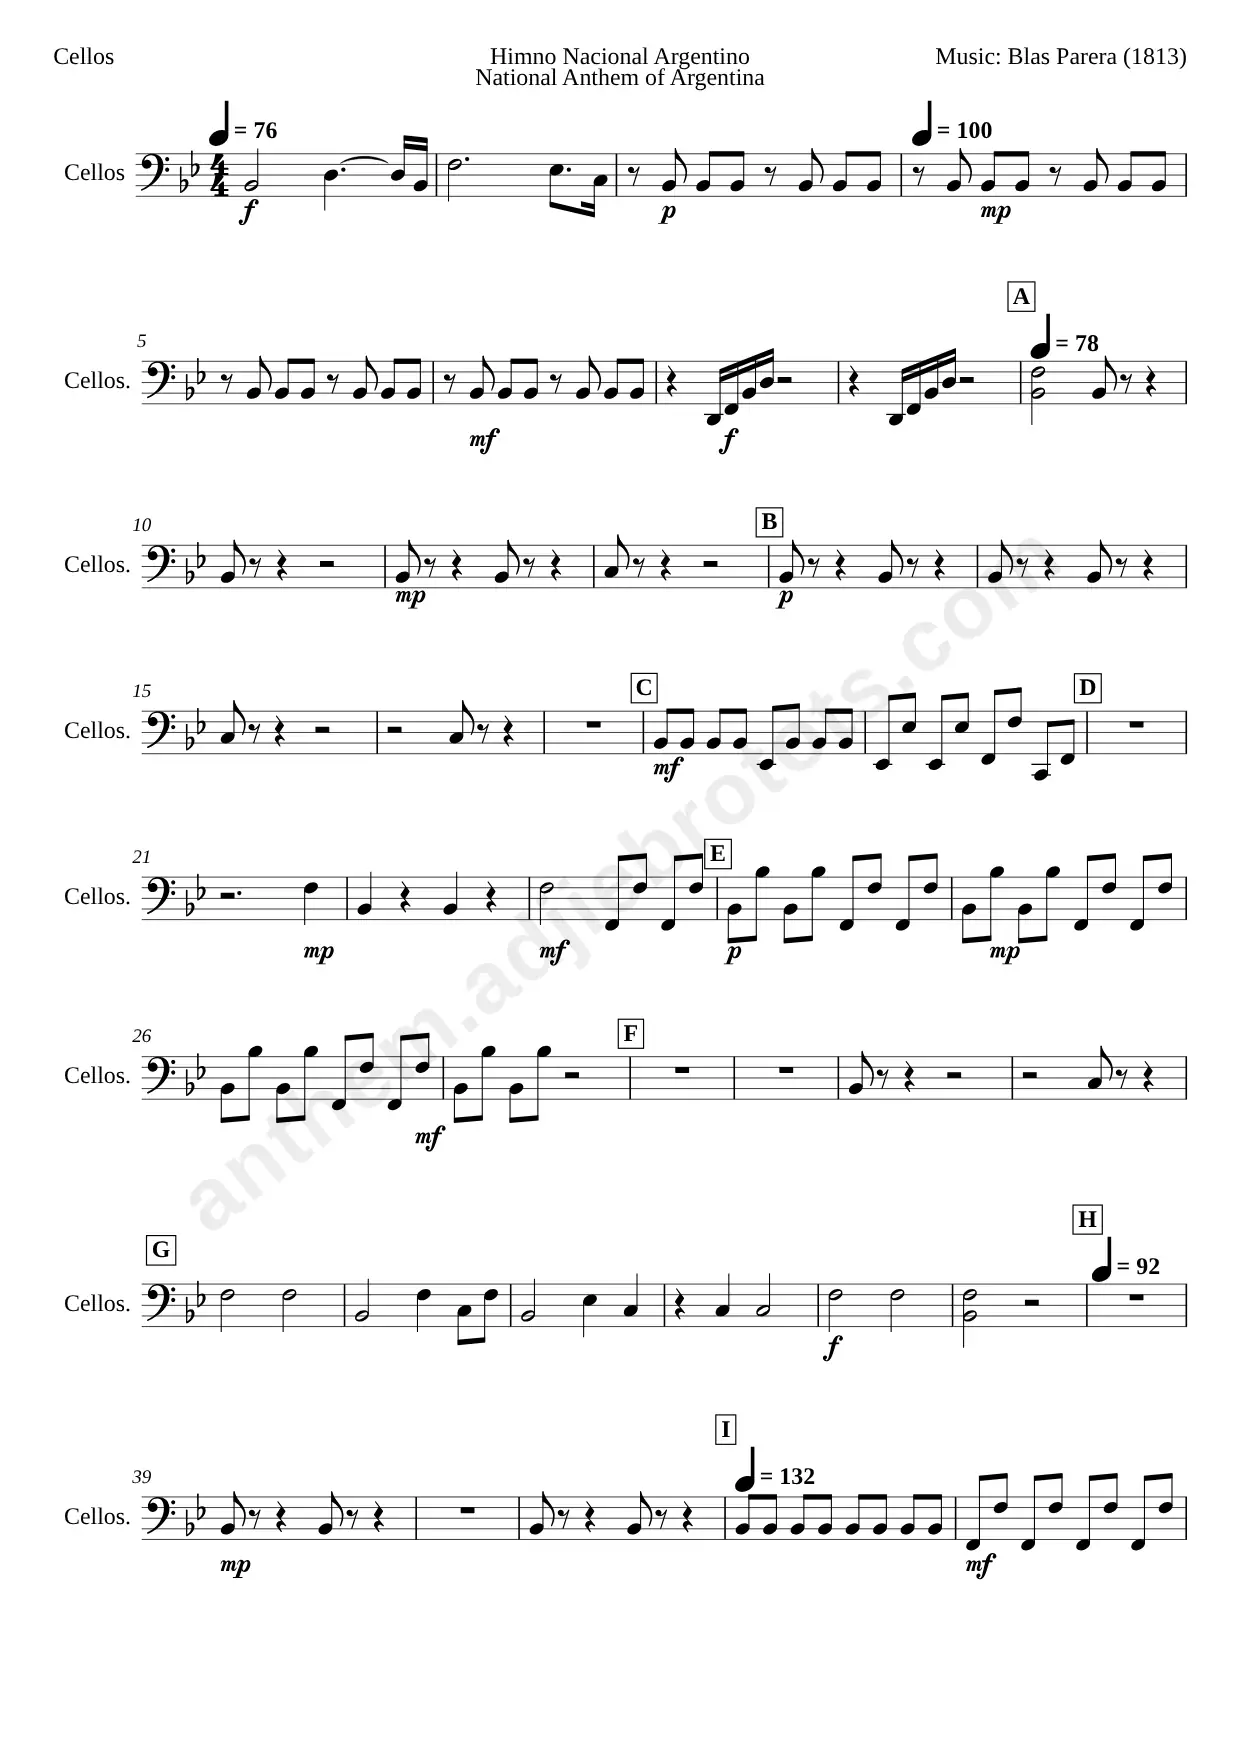 Cellos
Himno Nacional Argentino
National Anthem of Argentina
Music: Blas Parera (1813)
= 76
= 100
Cellos
4
4
f
p
mp
A
5
= 78
Cellos.
mf
f
10
B
Cellos.
mp
p
15
C
D
Cellos.
mf
21
E
Cellos.
mp
mf
p
mp
26
F
Cellos.
mf
G
H
= 92
Cellos.
f
I
39
= 132
Cellos.
mp
mf
anthem.adjiebrotots.com